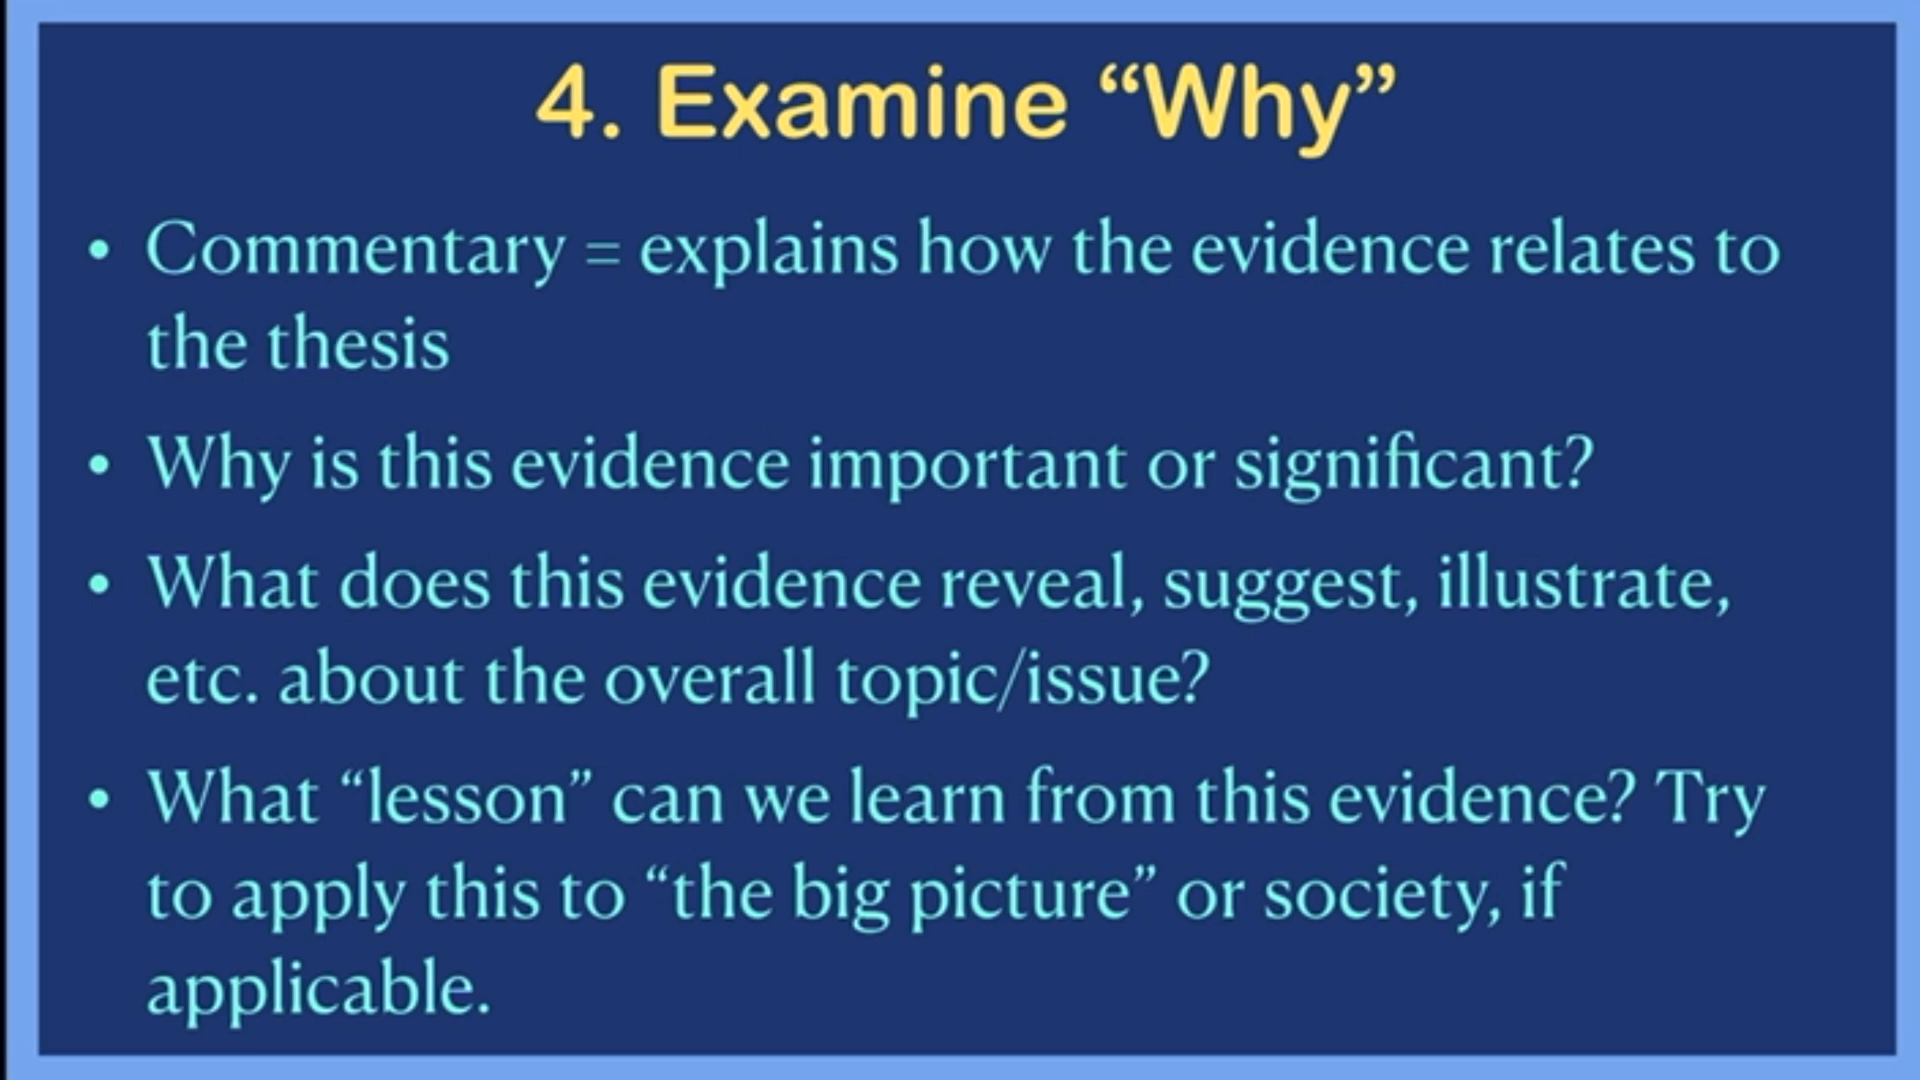 4. Examine “Why”
• Commentary = explains how the evidence relates to
the thesis
• Why is this evidence important or significant?
• What does this evidence reveal, suggest, illustrate,
etc. about the overall topic/issue?
• What “lesson” can we learn from this evidence? Try
to apply this to “the big picture” or society, if
applicable.